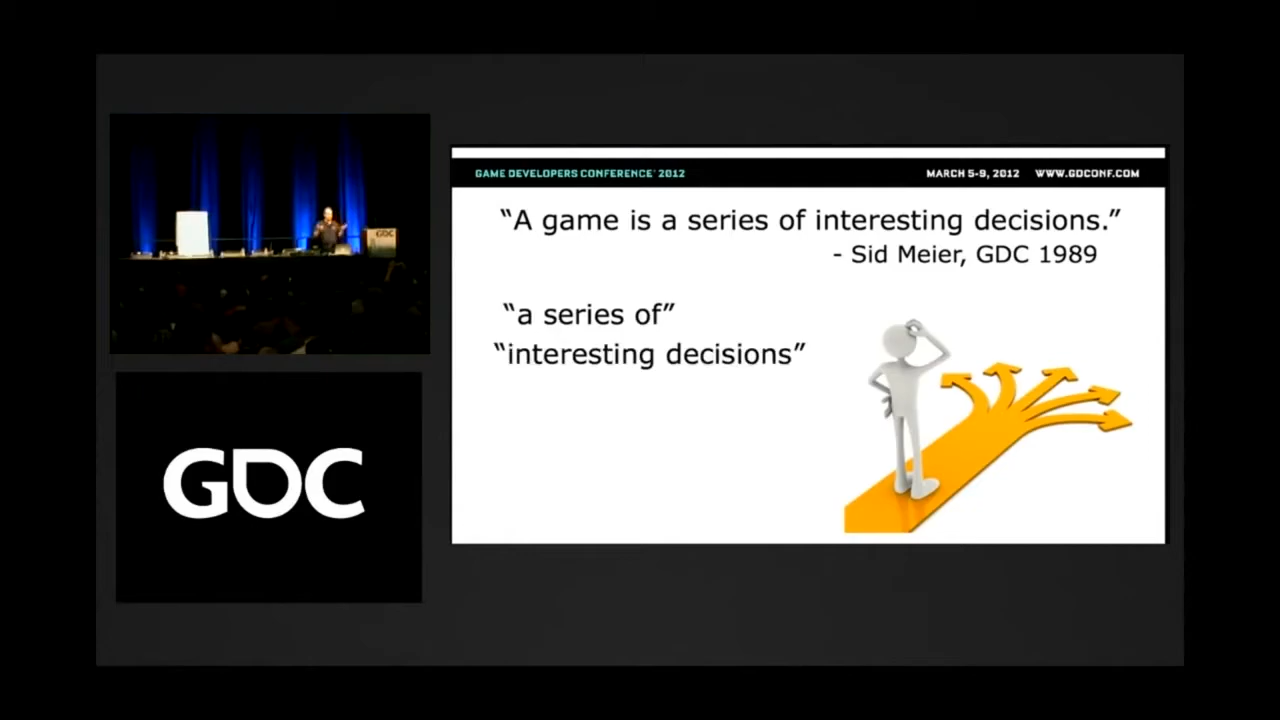 GAME DEVELOPERS CONFERENCE® 2012
MARCH 5-9, 2012 WWW.GDCONF.COM
“A game is a series of interesting decisions.”
- Sid Meier, GDC 1989
“a series of”
“interesting decisions”
GDC
GDC